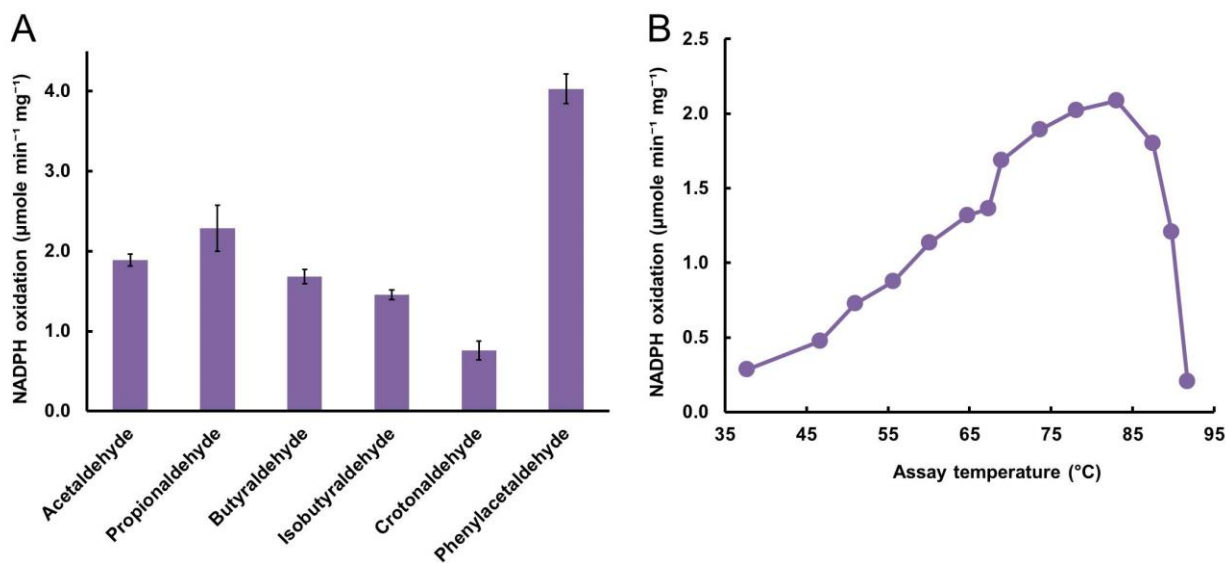 A
NADPH oxidation (µmole min⁻¹ mg⁻¹)
4.0
3.0
2.0
1.0
0.0
Acetaldehyde
Propionaldehyde
Butyraldehyde
Isobutyraldehyde
Crotonaldehyde
Phenylacetaldehyde
B
NADPH oxidation (µmole min⁻¹ mg⁻¹)
2.5
2.0
1.5
1.0
0.5
0.0
35 45 55 65 75 85 95
Assay temperature (°C)